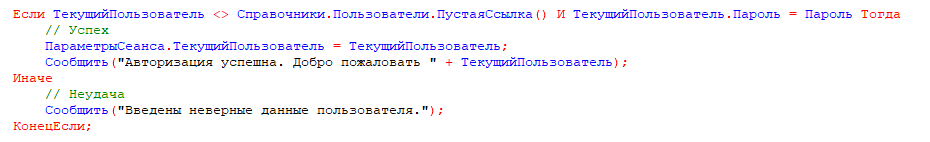 Если ТекущийПользователь <> Справочники.Пользователи.ПустаяСсылка() И ТекущийПользователь.Пароль = Пароль Тогда
// Успех
ПараметрыСеанса.ТекущийПользователь = ТекущийПользователь;
Сообщить("Авторизация успешна. Добро пожаловать " + ТекущийПользователь);
Иначе
// Неудача
Сообщить("Введены неверные данные пользователя.");
КонецЕсли;